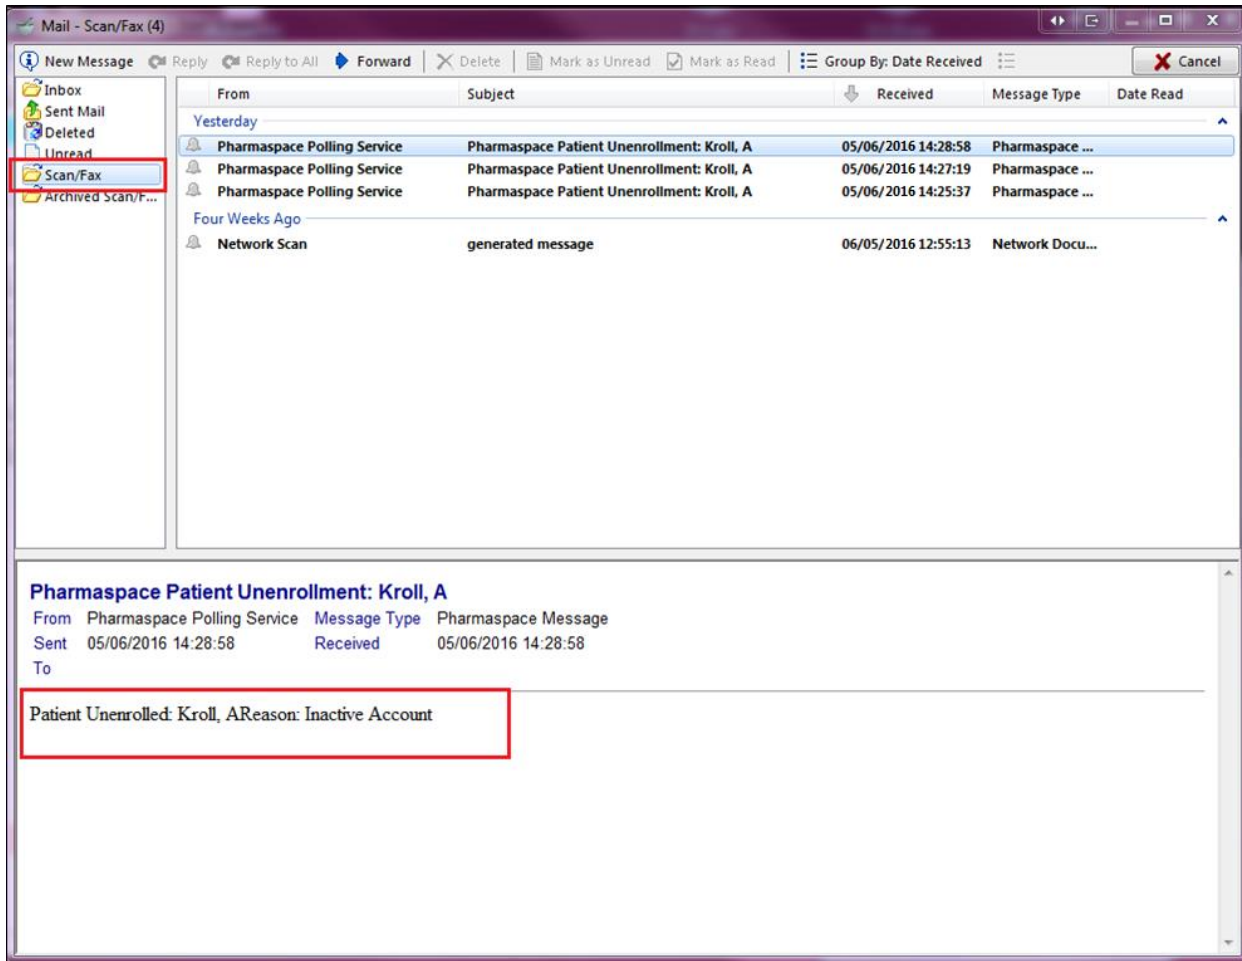 Mail - Scan/Fax (4)
New Message Reply Reply to All Forward Delete Mark as Unread Mark as Read Group By: Date Received Cancel
Inbox
Sent Mail
Deleted
Unread
Scan/Fax
Archived Scan/F...
From Subject Received Message Type Date Read
Yesterday
Pharmaspace Polling Service Pharmaspace Patient Unenrollment: Kroll, A 05/06/2016 14:28:58 Pharmaspace ...
Pharmaspace Polling Service Pharmaspace Patient Unenrollment: Kroll, A 05/06/2016 14:27:19 Pharmaspace ...
Pharmaspace Polling Service Pharmaspace Patient Unenrollment: Kroll, A 05/06/2016 14:25:37 Pharmaspace ...
Four Weeks Ago
Network Scan generated message 06/05/2016 12:55:13 Network Docu...
Pharmaspace Patient Unenrollment: Kroll, A
From Pharmaspace Polling Service Message Type Pharmaspace Message
Sent 05/06/2016 14:28:58 Received 05/06/2016 14:28:58
To
Patient Unenrolled: Kroll, AReason: Inactive Account